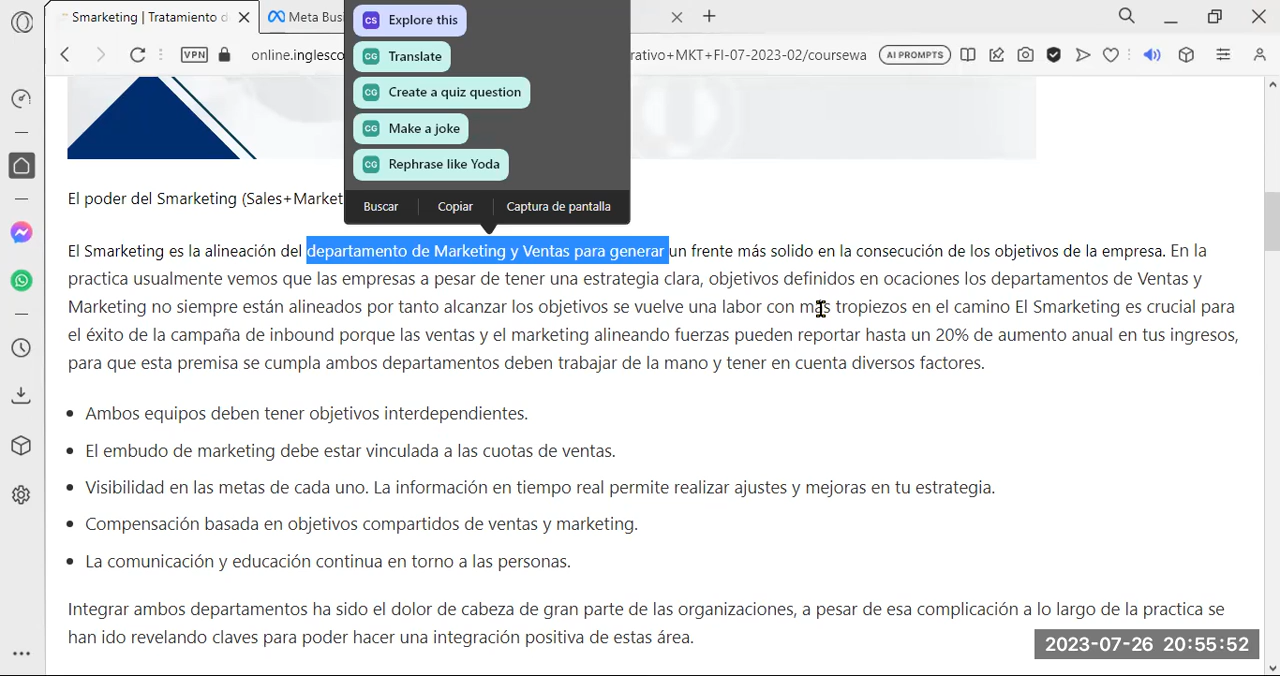 Smarketing | Tratamiento d
Meta Busi
VPN
online.inglesco
rativo+MKT+FI-07-2023-02/coursewa
AI PROMPTS
CS Explore this
CG Translate
CG Create a quiz question
CG Make a joke
CG Rephrase like Yoda
Buscar
Copiar
Captura de pantalla
El poder del Smarketing (Sales+Market
El Smarketing es la alineación del departamento de Marketing y Ventas para generar un frente más solido en la consecución de los objetivos de la empresa. En la
practica usualmente vemos que las empresas a pesar de tener una estrategia clara, objetivos definidos en ocaciones los departamentos de Ventas y
Marketing no siempre están alineados por tanto alcanzar los objetivos se vuelve una labor con mas tropiezos en el camino El Smarketing es crucial para
el éxito de la campaña de inbound porque las ventas y el marketing alineando fuerzas pueden reportar hasta un 20% de aumento anual en tus ingresos,
para que esta premisa se cumpla ambos departamentos deben trabajar de la mano y tener en cuenta diversos factores.
• Ambos equipos deben tener objetivos interdependientes.
• El embudo de marketing debe estar vinculada a las cuotas de ventas.
• Visibilidad en las metas de cada uno. La información en tiempo real permite realizar ajustes y mejoras en tu estrategia.
• Compensación basada en objetivos compartidos de ventas y marketing.
• La comunicación y educación continua en torno a las personas.
Integrar ambos departamentos ha sido el dolor de cabeza de gran parte de las organizaciones, a pesar de esa complicación a lo largo de la practica se
han ido revelando claves para poder hacer una integración positiva de estas área.
2023-07-26 20:55:52